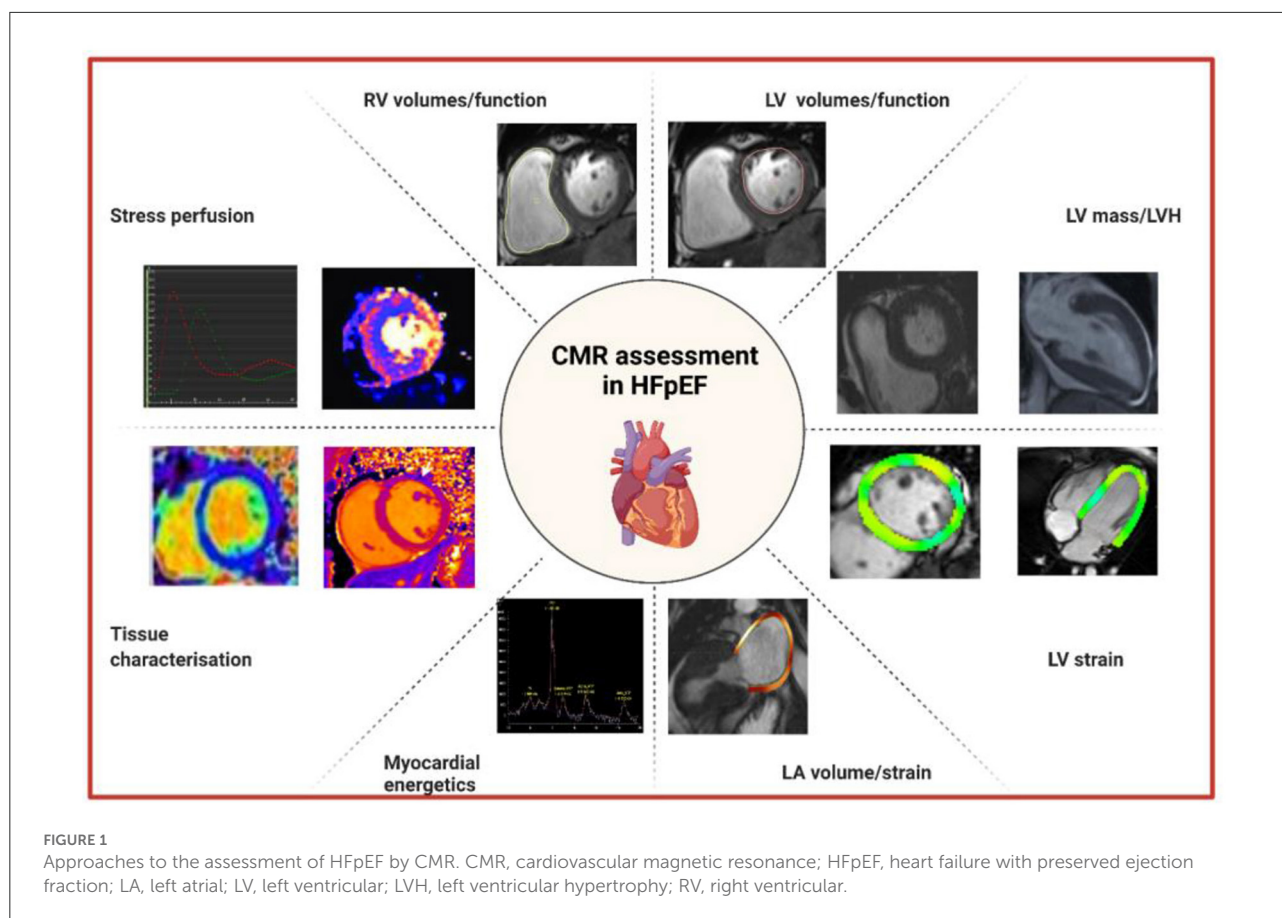 RV volumes/function
LV volumes/function
Stress perfusion
LV mass/LVH
CMR assessment
in HFpEF
Tissue
characterisation
LV strain
Myocardial
energetics
LA volume/strain
FIGURE 1
Approaches to the assessment of HFpEF by CMR. CMR, cardiovascular magnetic resonance; HFpEF, heart failure with preserved ejection
fraction; LA, left atrial; LV, left ventricular; LVH, left ventricular hypertrophy; RV, right ventricular.